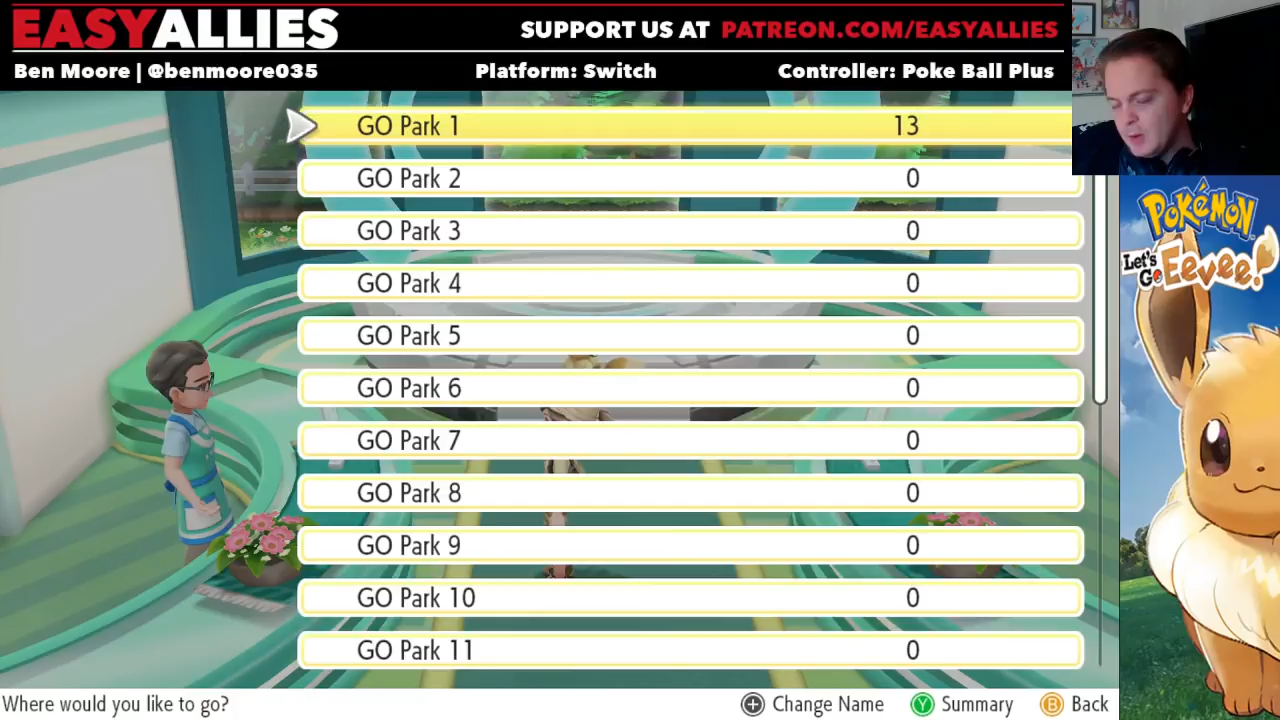 EASYALLIES
SUPPORT US AT PATREON.COM/EASYALLIES
Ben Moore | @benmoore035
Platform: Switch
Controller: Poke Ball Plus
GO Park 1 13
GO Park 2 0
GO Park 3 0
GO Park 4 0
GO Park 5 0
GO Park 6 0
GO Park 7 0
GO Park 8 0
GO Park 9 0
GO Park 10 0
GO Park 11 0
POKéMON
Let's Go Eevee!
Where would you like to go?
+ Change Name
Y Summary
B Back